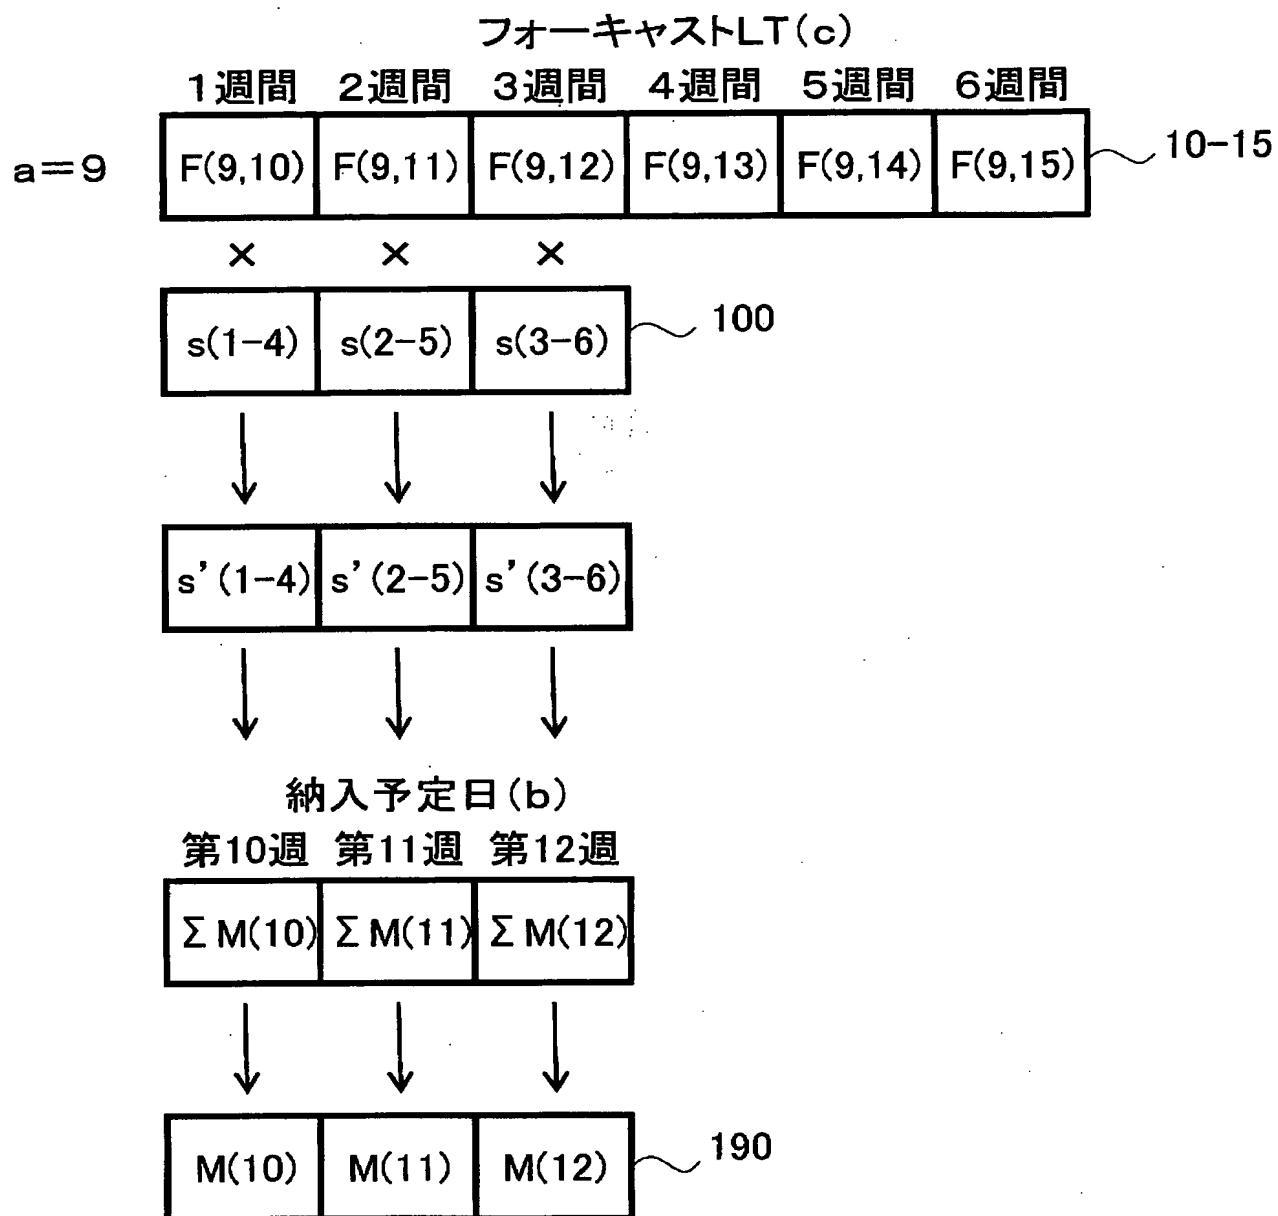 フォーキャストLT(c)
1週間 2週間 3週間 4週間 5週間 6週間
a=9 F(9,10) F(9,11) F(9,12) F(9,13) F(9,14) F(9,15) 10-15
× × ×
s(1-4) s(2-5) s(3-6) 100
s'(1-4) s'(2-5) s'(3-6)
納入予定日(b)
第10週 第11週 第12週
ΣM(10) ΣM(11) ΣM(12)
M(10) M(11) M(12) 190